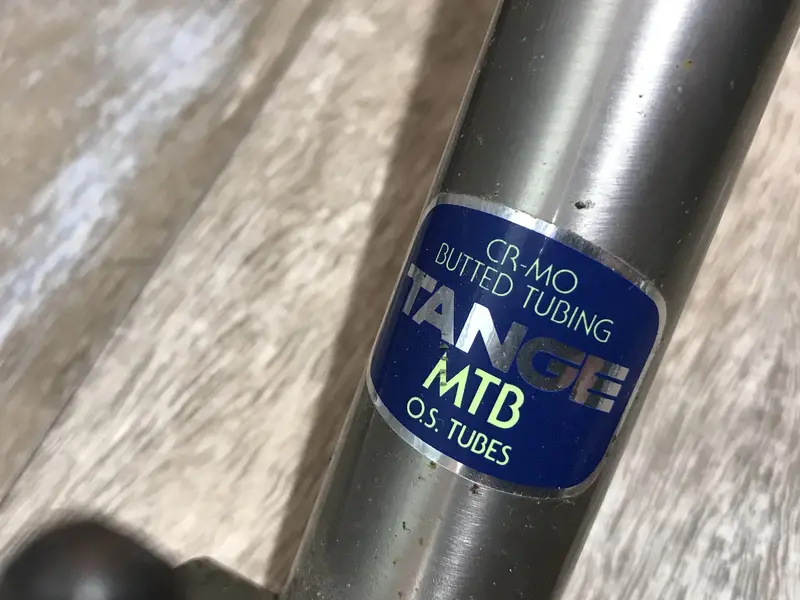 CR-MO
BUTTED TUBING
TANGE
MTB
O.S. TUBES